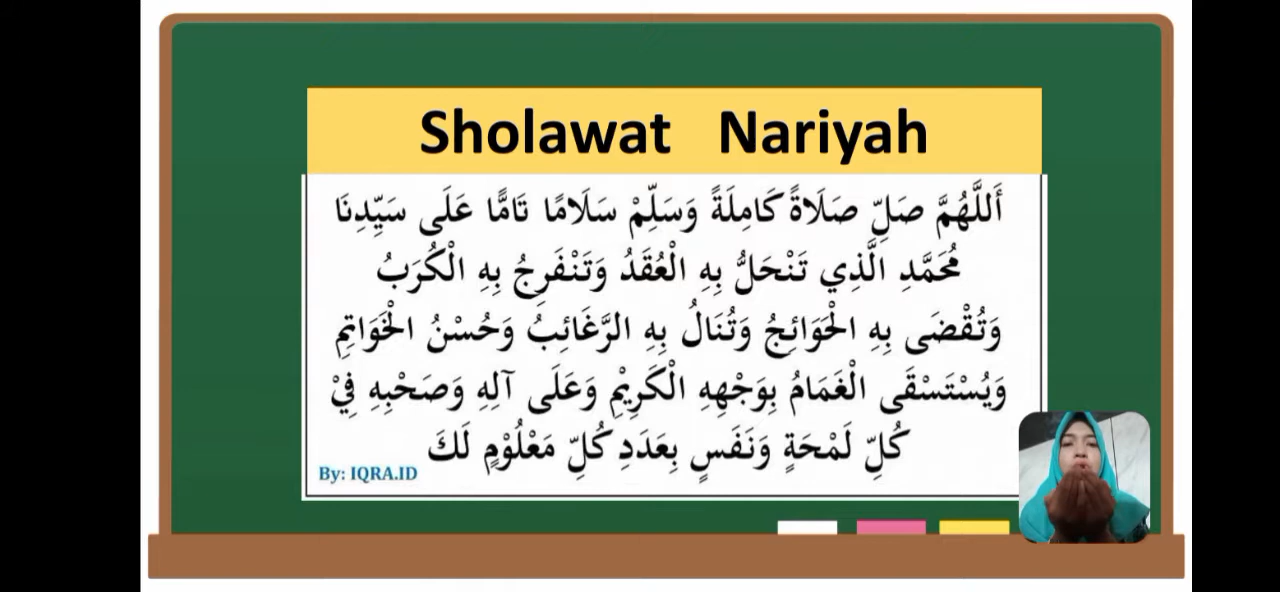 Sholawat Nariyah
أَللَّهُمَّ صَلِّ صَلَاةً كَامِلَةً وَسَلِّمْ سَلَامًا تَامًّا عَلَى سَيِّدِنَا
مُحَمَّدِ الَّذِي تَنْحَلُّ بِهِ الْعُقَدُ وَتَنْفَرِجُ بِهِ الْكُرَبُ
وَتُقْضَى بِهِ الْحَوَائِجُ وَتُنَالُ بِهِ الرَّغَائِبُ وَحُسْنُ الْخَوَاتِمِ
وَيُسْتَسْقَى الْغَمَامُ بِوَجْهِهِ الْكَرِيْمِ وَعَلَى آلِهِ وَصَحْبِهِ فِيْ
كُلِّ لَمْحَةٍ وَنَفَسٍ بِعَدَدِ كُلِّ مَعْلُوْمٍ لَكَ
By: IQRA.ID